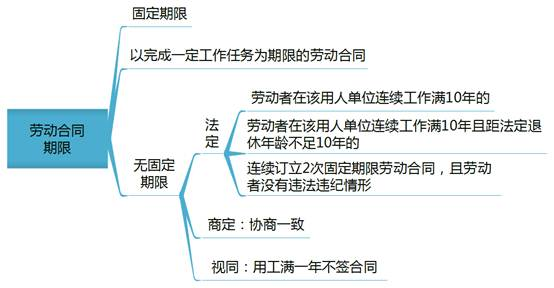 固定期限
以完成一定工作任务为期限的劳动合同
劳动合同
期限
无固定
期限
法
定
劳动者在该用人单位连续工作满10年的
劳动者在该用人单位连续工作满10年且距法定退
休年龄不足10年的
连续订立2次固定期限劳动合同，且劳动
者没有违法违纪情形
商定：协商一致
视同：用工满一年不签合同